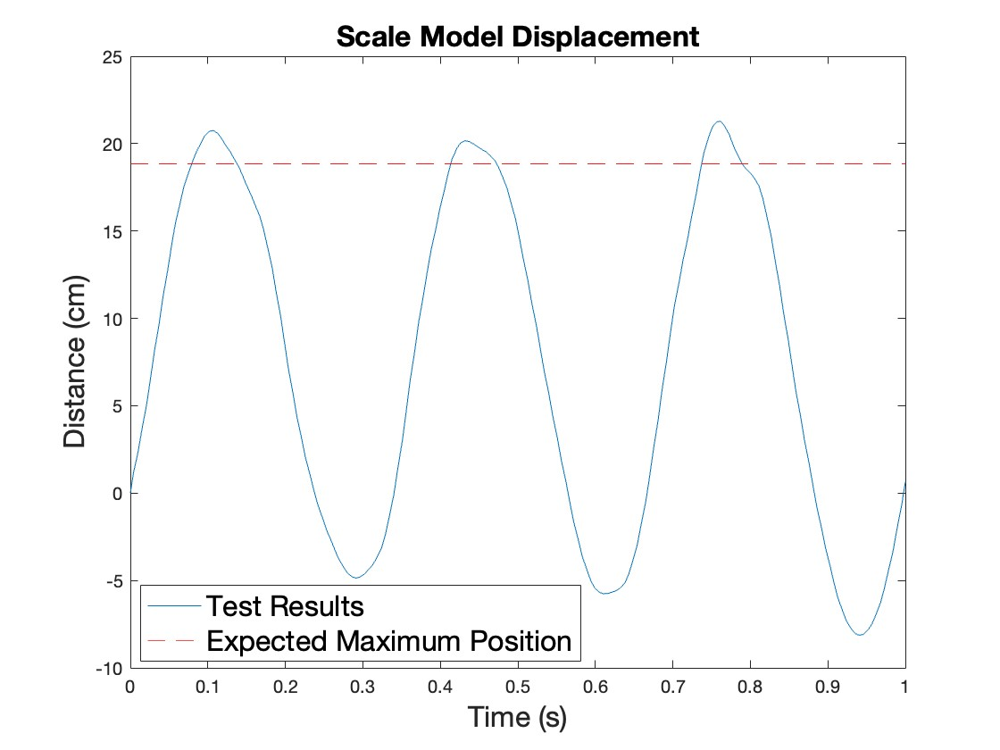 Scale Model Displacement
25
20
15
10
5
0
-5
-10
Distance (cm)
Test Results
Expected Maximum Position
0 0.1 0.2 0.3 0.4 0.5 0.6 0.7 0.8 0.9 1
Time (s)